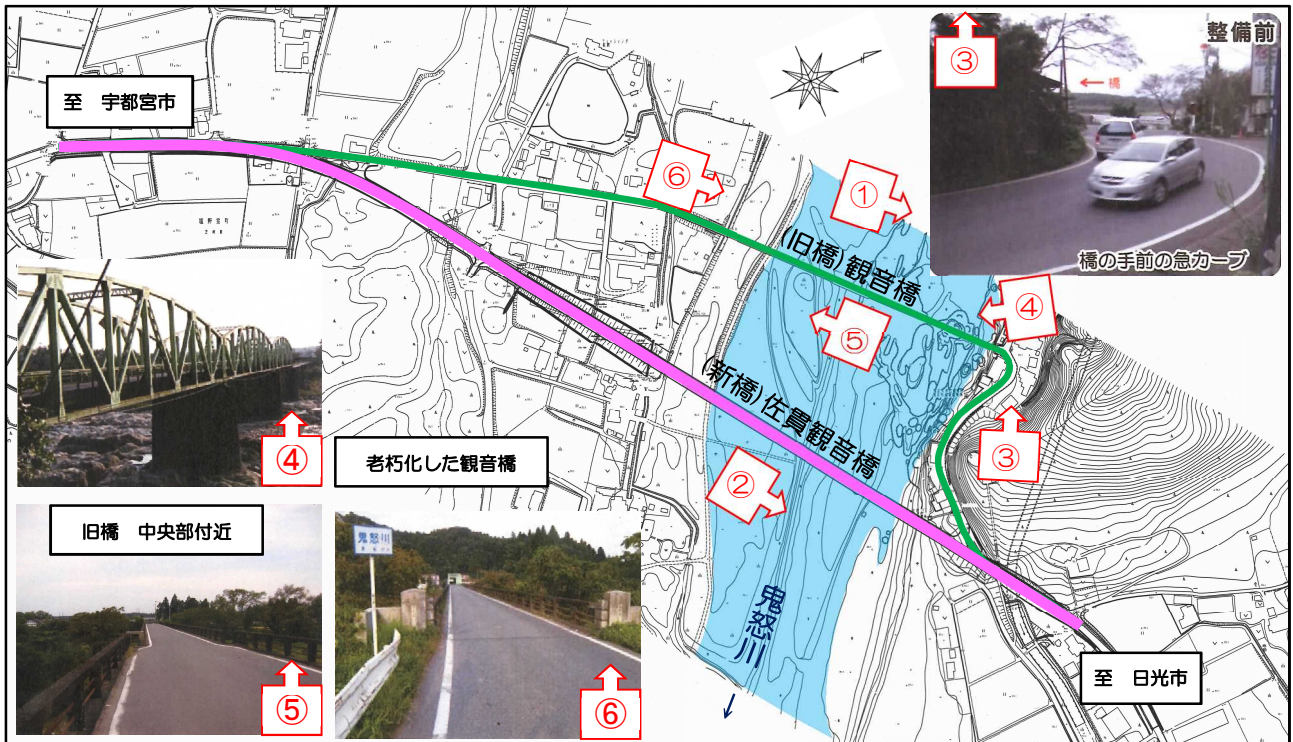 至 宇都宮市
③
整備前
← 橋
橋の手前の急カーブ
⑥
①
(旧橋)観音橋
④
⑤
(新橋)佐貫観音橋
③
②
④
老朽化した観音橋
旧橋 中央部付近
鬼怒川
⑤
⑥
鬼怒川
至 日光市